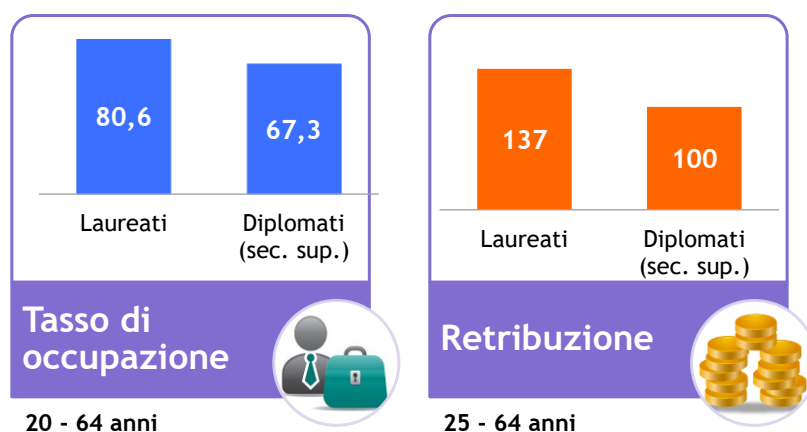 80,6
67,3
Laureati
Diplomati
(sec. sup.)
Tasso di
occupazione
20 - 64 anni
137
100
Laureati
Diplomati
(sec. sup.)
Retribuzione
25 - 64 anni